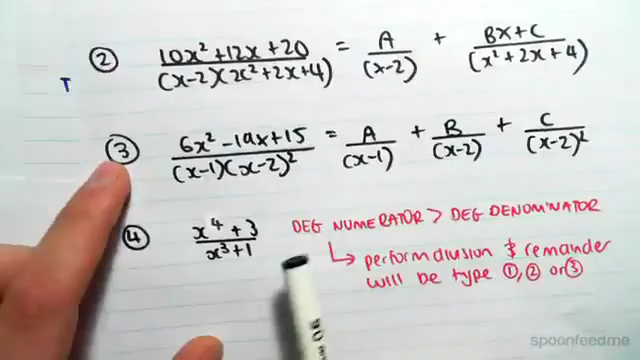 ② 10x² + 12x + 20 / (x-2)(x²+2x+4) = A / (x-2) + Bx+C / (x²+2x+4)
T
③ 6x² - 19x + 15 / (x-1)(x-2)² = A / (x-1) + B / (x-2) + C / (x-2)²
④ x⁴ + 3 / x³ + 1 DEG NUMERATOR > DEG DENOMINATOR
↳ perform division & remainder
will be type ①, ② or ③
spoonfeedme